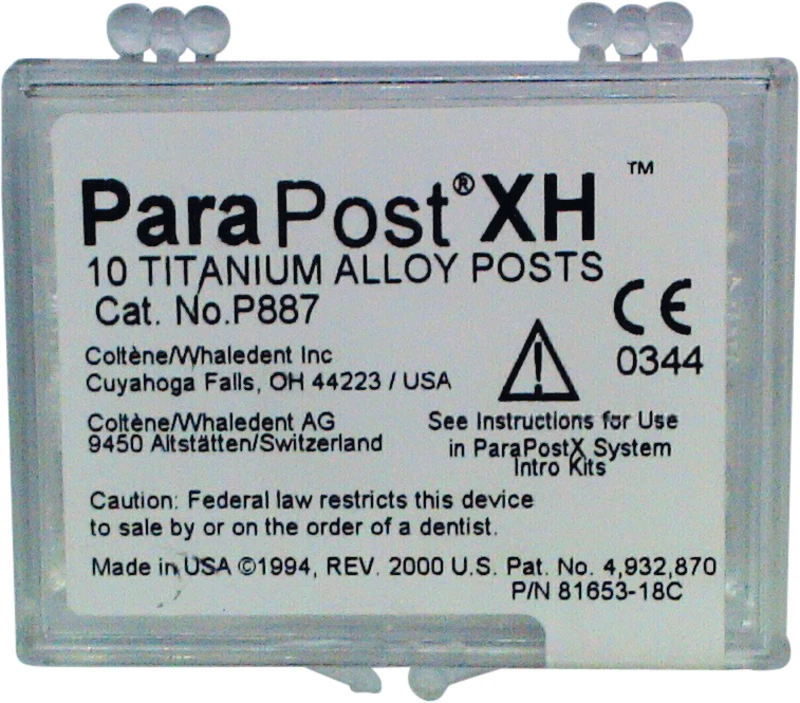 ParaPost® XH™
10 TITANIUM ALLOY POSTS
Cat. No.P887
CE
0344
Coltène/Whaledent Inc
Cuyahoga Falls, OH 44223 / USA
Coltène/Whaledent AG
9450 Altstätten/Switzerland
See Instructions for Use
in ParaPostX System
Intro Kits
Caution: Federal law restricts this device
to sale by or on the order of a dentist.
Made in USA ©1994, REV. 2000 U.S. Pat. No. 4,932,870
P/N 81653-18C